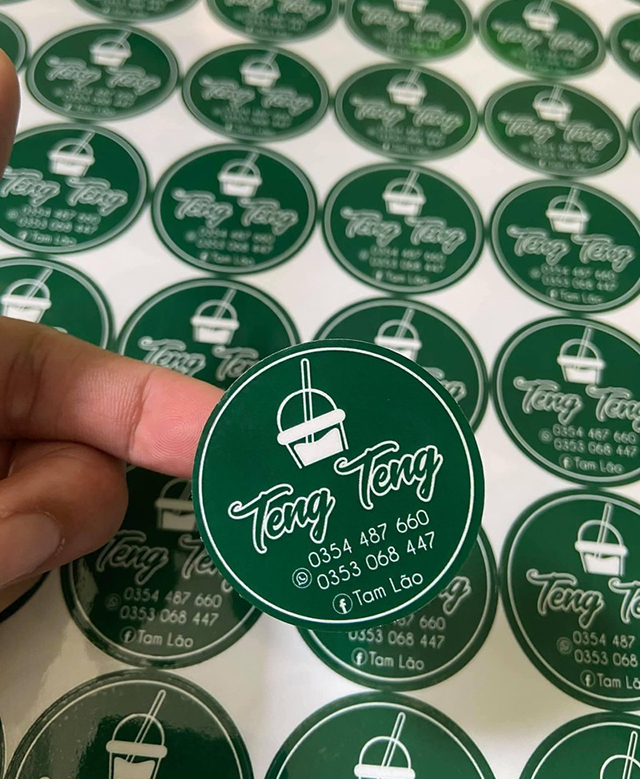 Teng Teng
0354 487 660
0353 068 447
Tam Lão